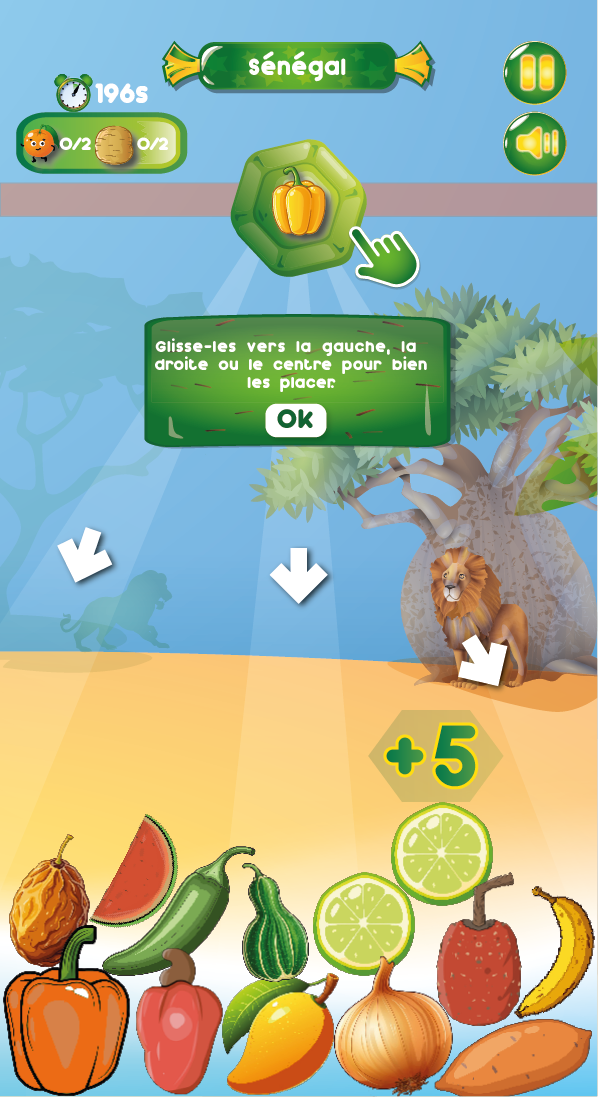 Sénégal
196s
0/2 0/2
Glisse-les vers la gauche, la
droite ou le centre pour bien
les placer.
Ok
+5